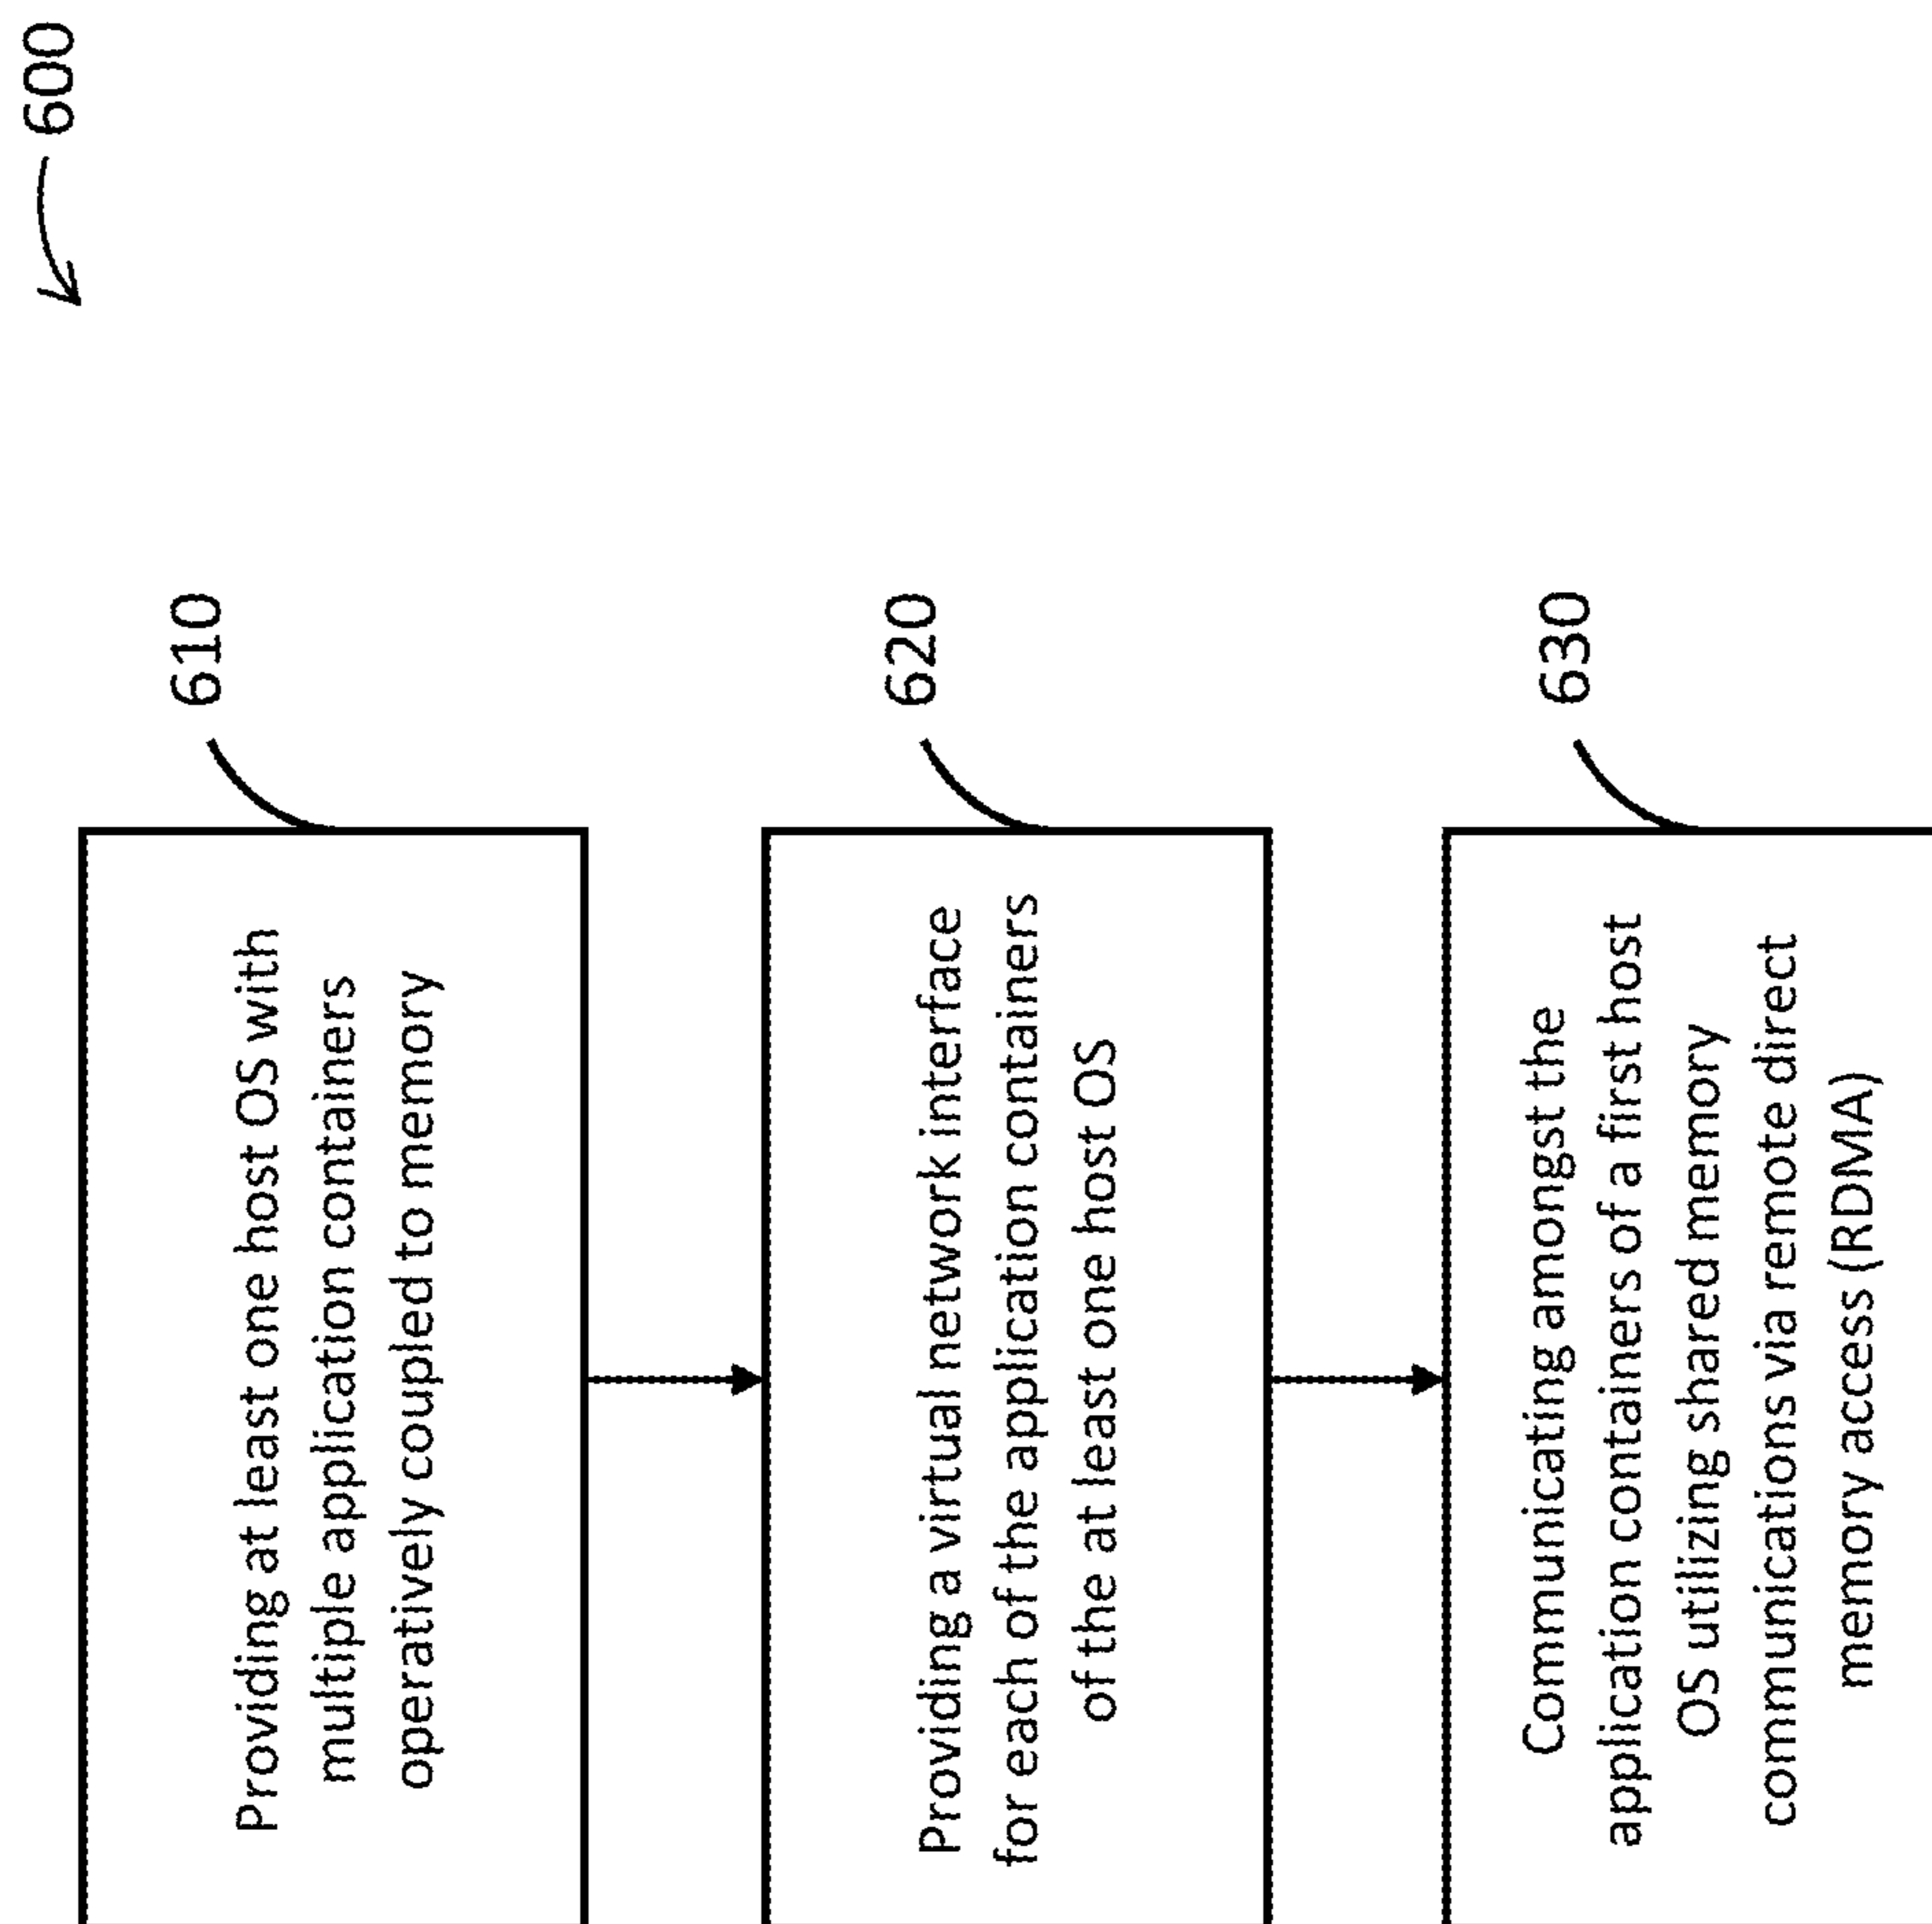 600
610
Providing at least one host OS with
multiple application containers
operatively coupled to memory
620
Providing a virtual network interface
for each of the application containers
of the at least one host OS
630
Communicating amongst the
application containers of a first host
OS utilizing shared memory
communications via remote direct
memory access (RDMA)